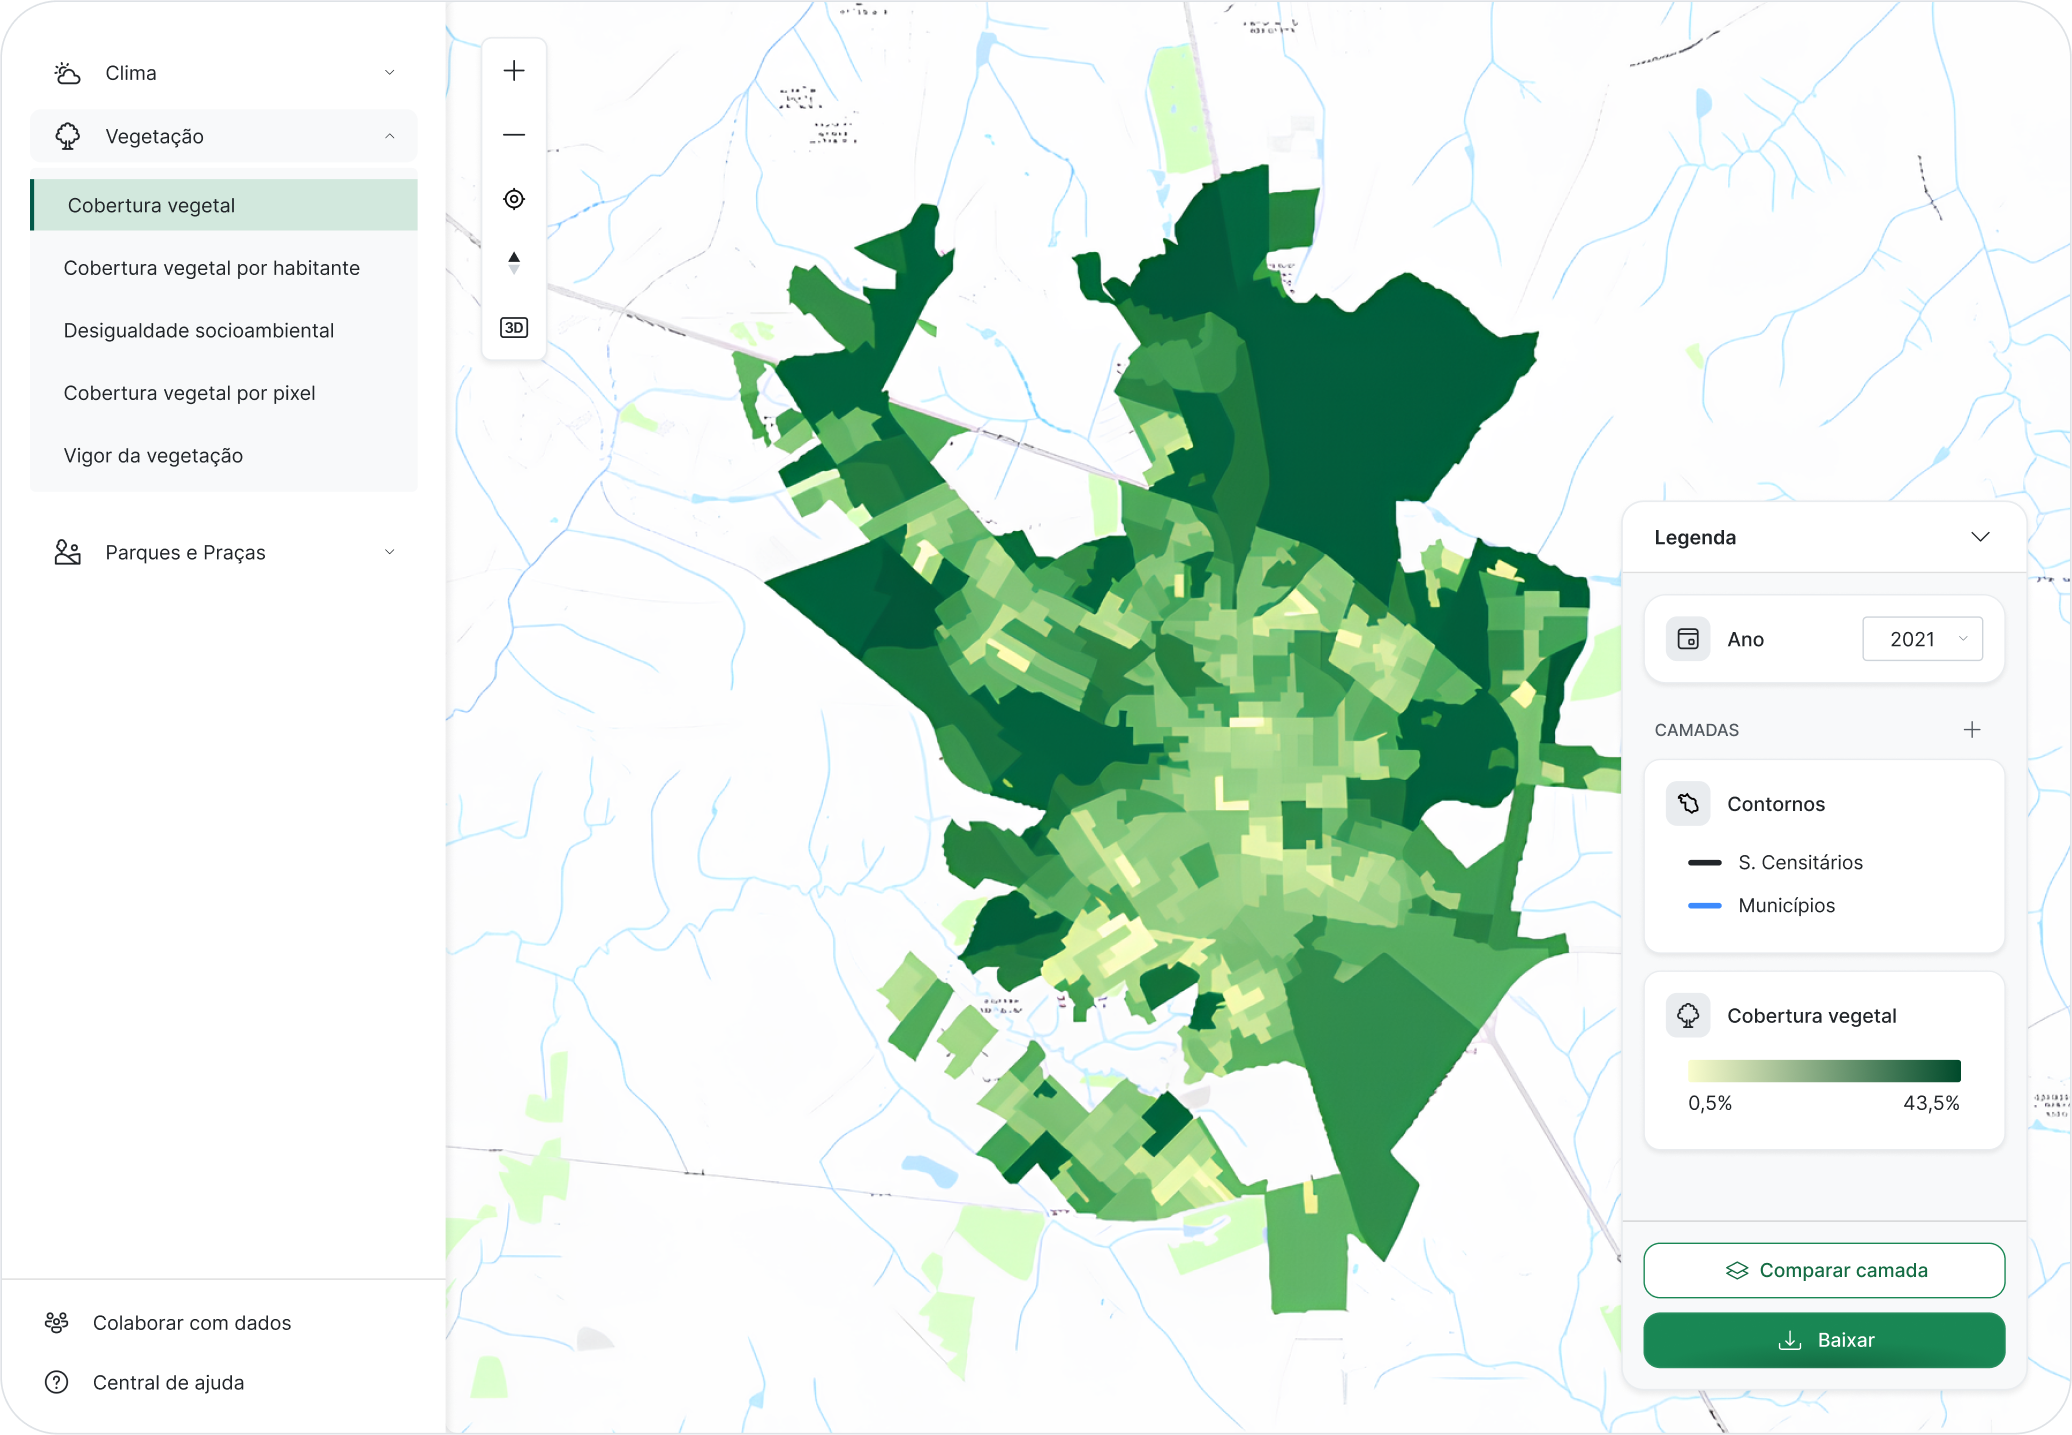 Clima
Vegetação
Cobertura vegetal
Cobertura vegetal por habitante
Desigualdade socioambiental
Cobertura vegetal por pixel
Vigor da vegetação
Parques e Praças
Colaborar com dados
Central de ajuda
3D
Legenda
Ano
2021
CAMADAS
Contornos
S. Censitários
Municípios
Cobertura vegetal
0,5%
43,5%
Comparar camada
Baixar